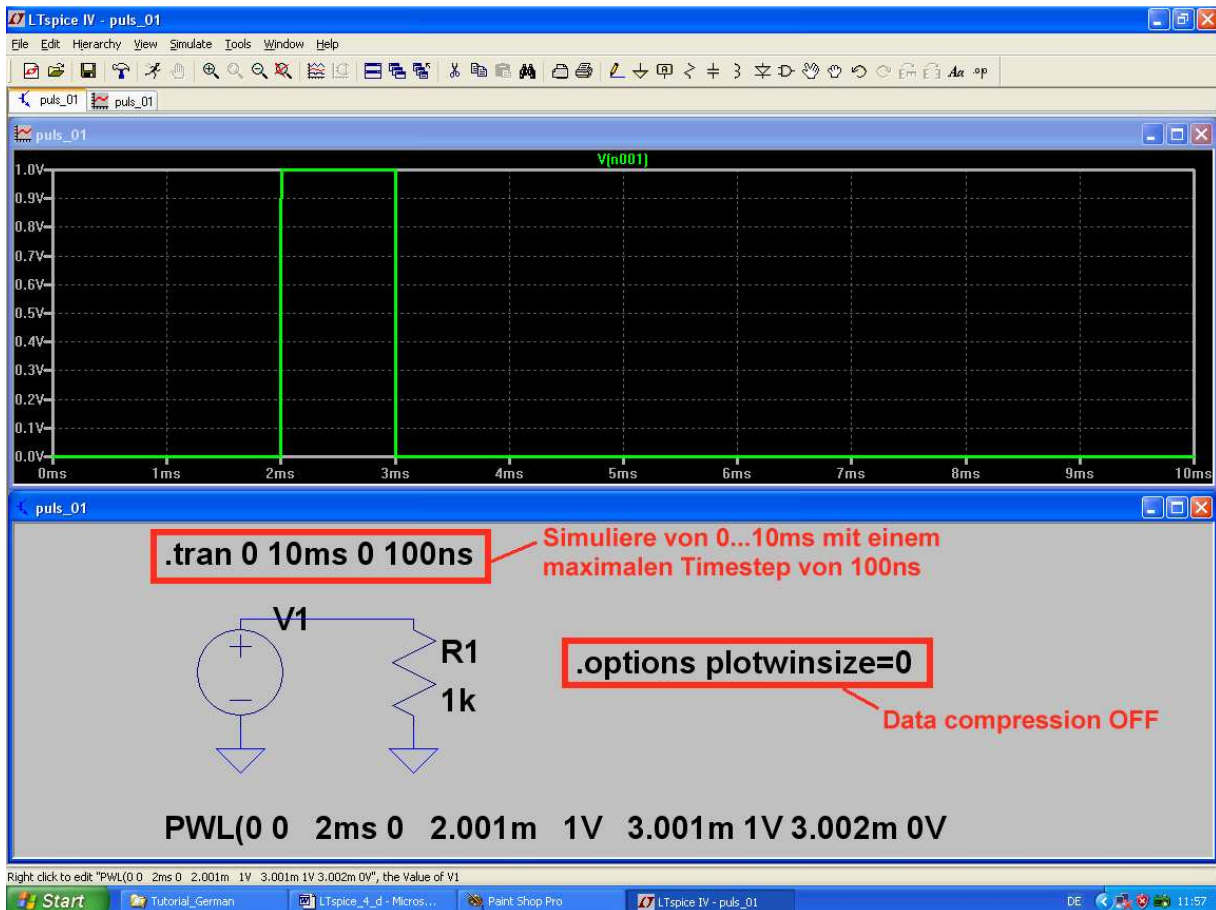 LTspice IV - puls_01
File Edit Hierarchy View Simulate Tools Window Help
Aa .op
puls_01 puls_01
puls_01
V(n001)
1.0V
0.9V
0.8V
0.7V
0.6V
0.5V
0.4V
0.3V
0.2V
0.1V
0.0V
0ms 1ms 2ms 3ms 4ms 5ms 6ms 7ms 8ms 9ms 10ms
puls_01
.tran 0 10ms 0 100ns
Simuliere von 0...10ms mit einem
maximalen Timestep von 100ns
V1
R1
1k
.options plotwinsize=0
Data compression OFF
PWL(0 0 2ms 0 2.001m 1V 3.001m 1V 3.002m 0V
Right click to edit "PWL(0 0 2ms 0 2.001m 1V 3.001m 1V 3.002m 0V", the Value of V1
Start Tutorial_German LTspice_4_d - Micros... Paint Shop Pro LTspice IV - puls_01 DE 11:57